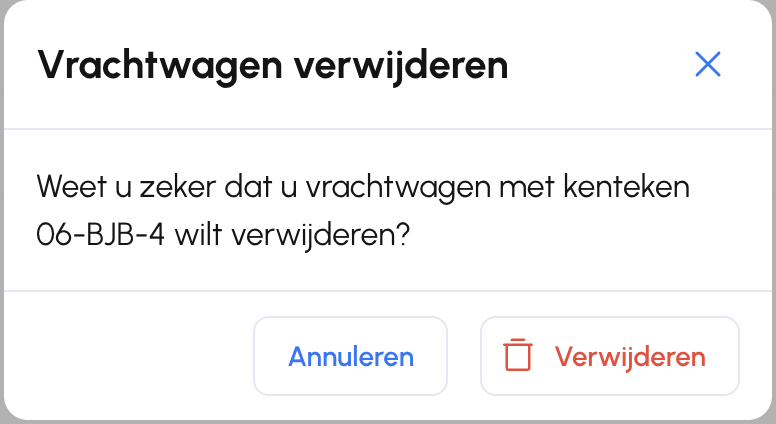 Vrachtwagen verwijderen
Weet u zeker dat u vrachtwagen met kenteken
06-BJB-4 wilt verwijderen?
Annuleren
Verwijderen